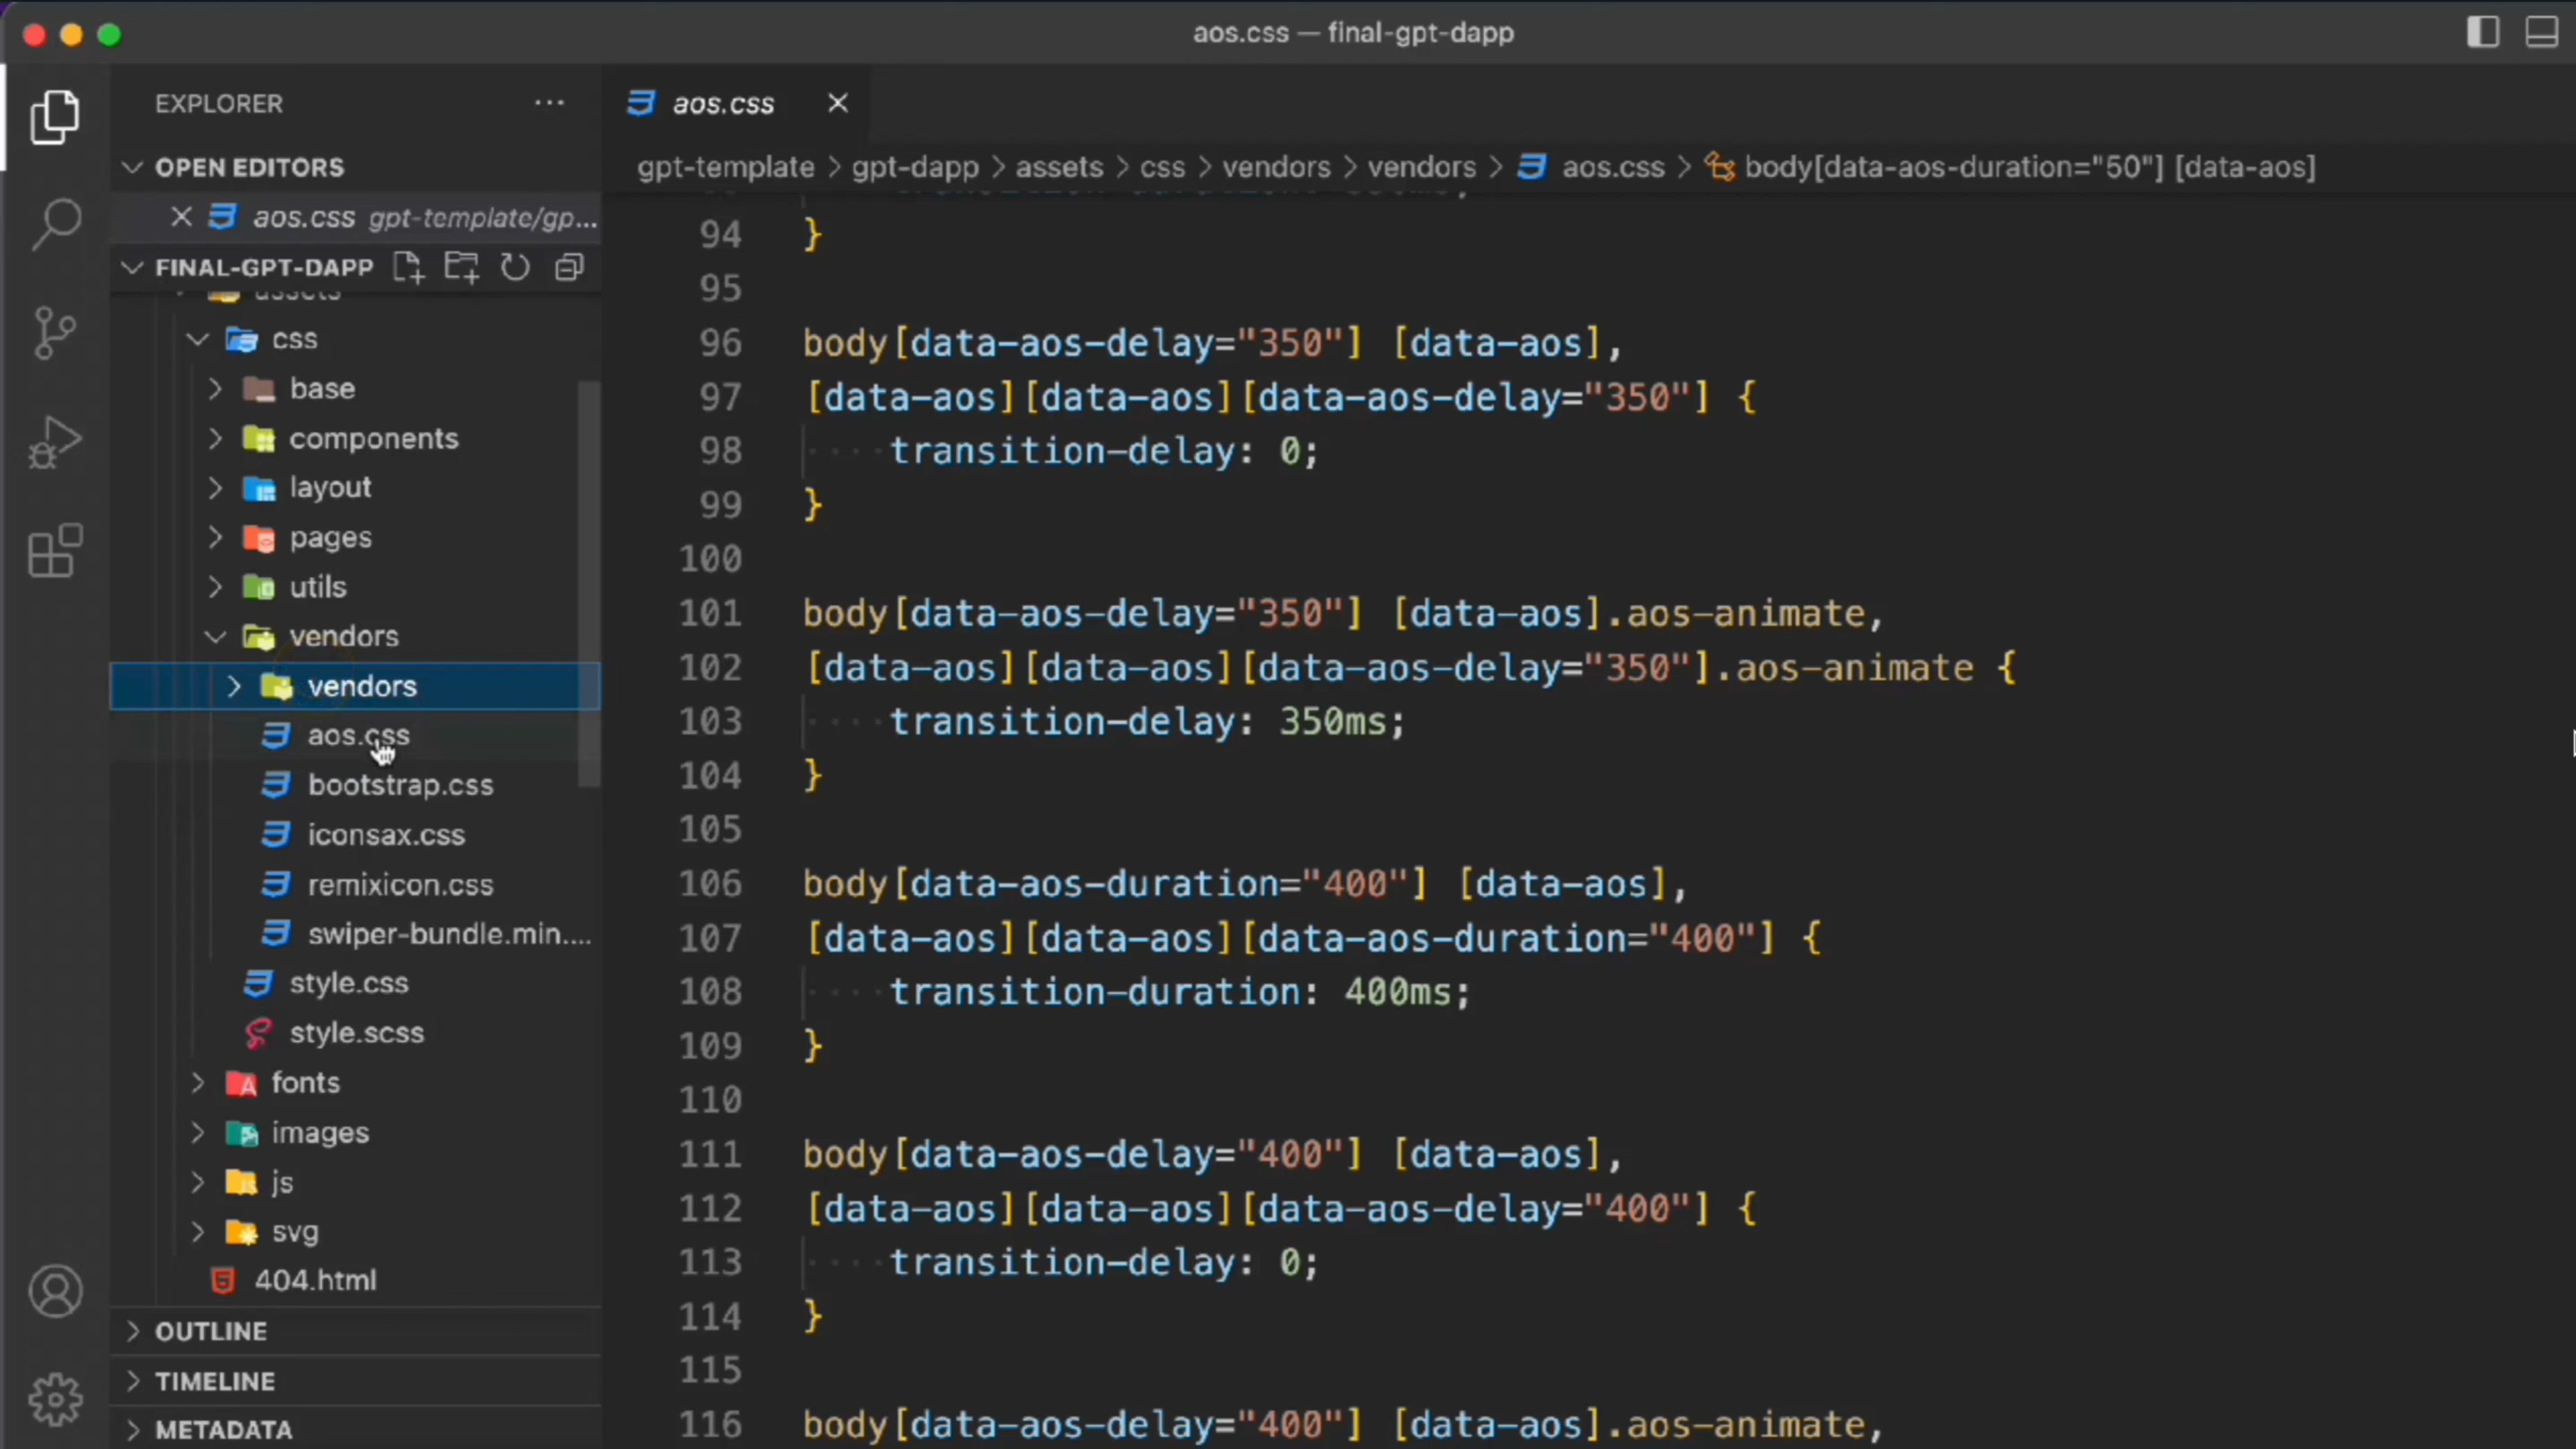 aos.css — final-gpt-dapp
EXPLORER
OPEN EDITORS
aos.css gpt-template/gp...
FINAL-GPT-DAPP
assets
css
base
components
layout
pages
utils
vendors
vendors
aos.css
bootstrap.css
iconsax.css
remixicon.css
swiper-bundle.min....
style.css
style.scss
fonts
images
js
svg
404.html
OUTLINE
TIMELINE
METADATA
aos.css
gpt-template > gpt-dapp > assets > css > vendors > vendors > aos.css > body[data-aos-duration="50"] [data-aos]
94 }
95
96 body[data-aos-delay="350"] [data-aos],
97 [data-aos][data-aos][data-aos-delay="350"] {
98 ····transition-delay: 0;
99 }
100
101 body[data-aos-delay="350"] [data-aos].aos-animate,
102 [data-aos][data-aos][data-aos-delay="350"].aos-animate {
103 ····transition-delay: 350ms;
104 }
105
106 body[data-aos-duration="400"] [data-aos],
107 [data-aos][data-aos][data-aos-duration="400"] {
108 ····transition-duration: 400ms;
109 }
110
111 body[data-aos-delay="400"] [data-aos],
112 [data-aos][data-aos][data-aos-delay="400"] {
113 ····transition-delay: 0;
114 }
115
116 body[data-aos-delay="400"] [data-aos].aos-animate,